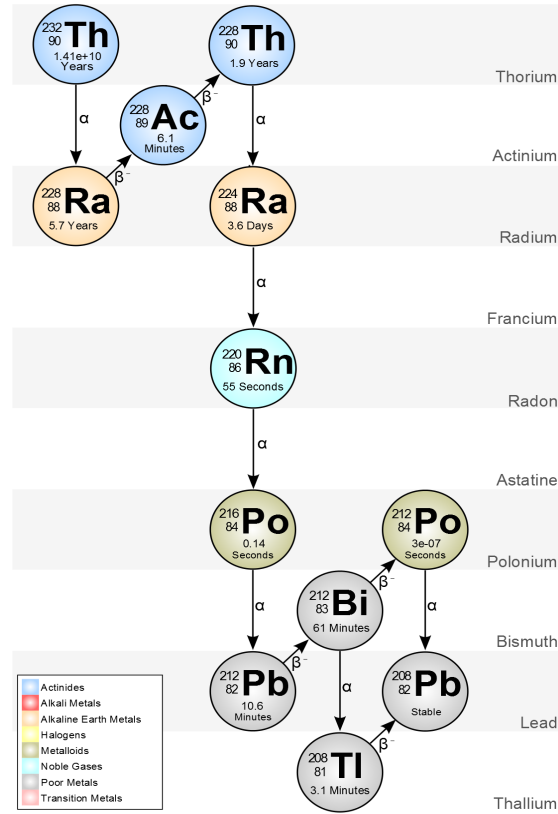 232
90
Th
1.41e+10
Years
228
90
Th
1.9 Years
Thorium
α
β⁻
α
228
89
Ac
6.1
Minutes
Actinium
β⁻
228
88
Ra
5.7 Years
224
88
Ra
3.6 Days
Radium
α
Francium
220
86
Rn
55 Seconds
Radon
α
Astatine
216
84
Po
0.14
Seconds
212
84
Po
3e-07
Seconds
Polonium
α
β⁻
α
212
83
Bi
61 Minutes
Bismuth
β⁻
212
82
Pb
10.6
Minutes
α
208
82
Pb
Stable
Lead
β⁻
208
81
Tl
3.1 Minutes
Thallium
Actinides
Alkali Metals
Alkaline Earth Metals
Halogens
Metalloids
Noble Gases
Poor Metals
Transition Metals